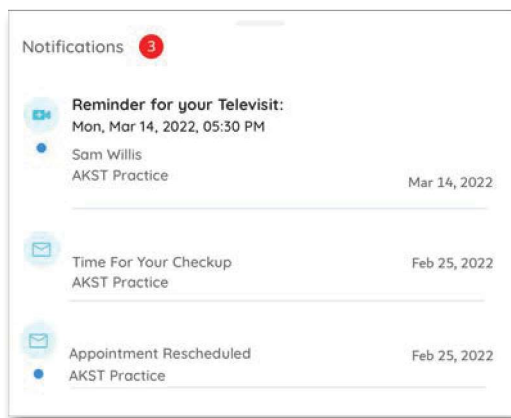 Notifications 3
Reminder for your Televisit:
Mon, Mar 14, 2022, 05:30 PM
Sam Willis
AKST Practice
Mar 14, 2022
Time For Your Checkup
Feb 25, 2022
AKST Practice
Appointment Rescheduled
Feb 25, 2022
AKST Practice